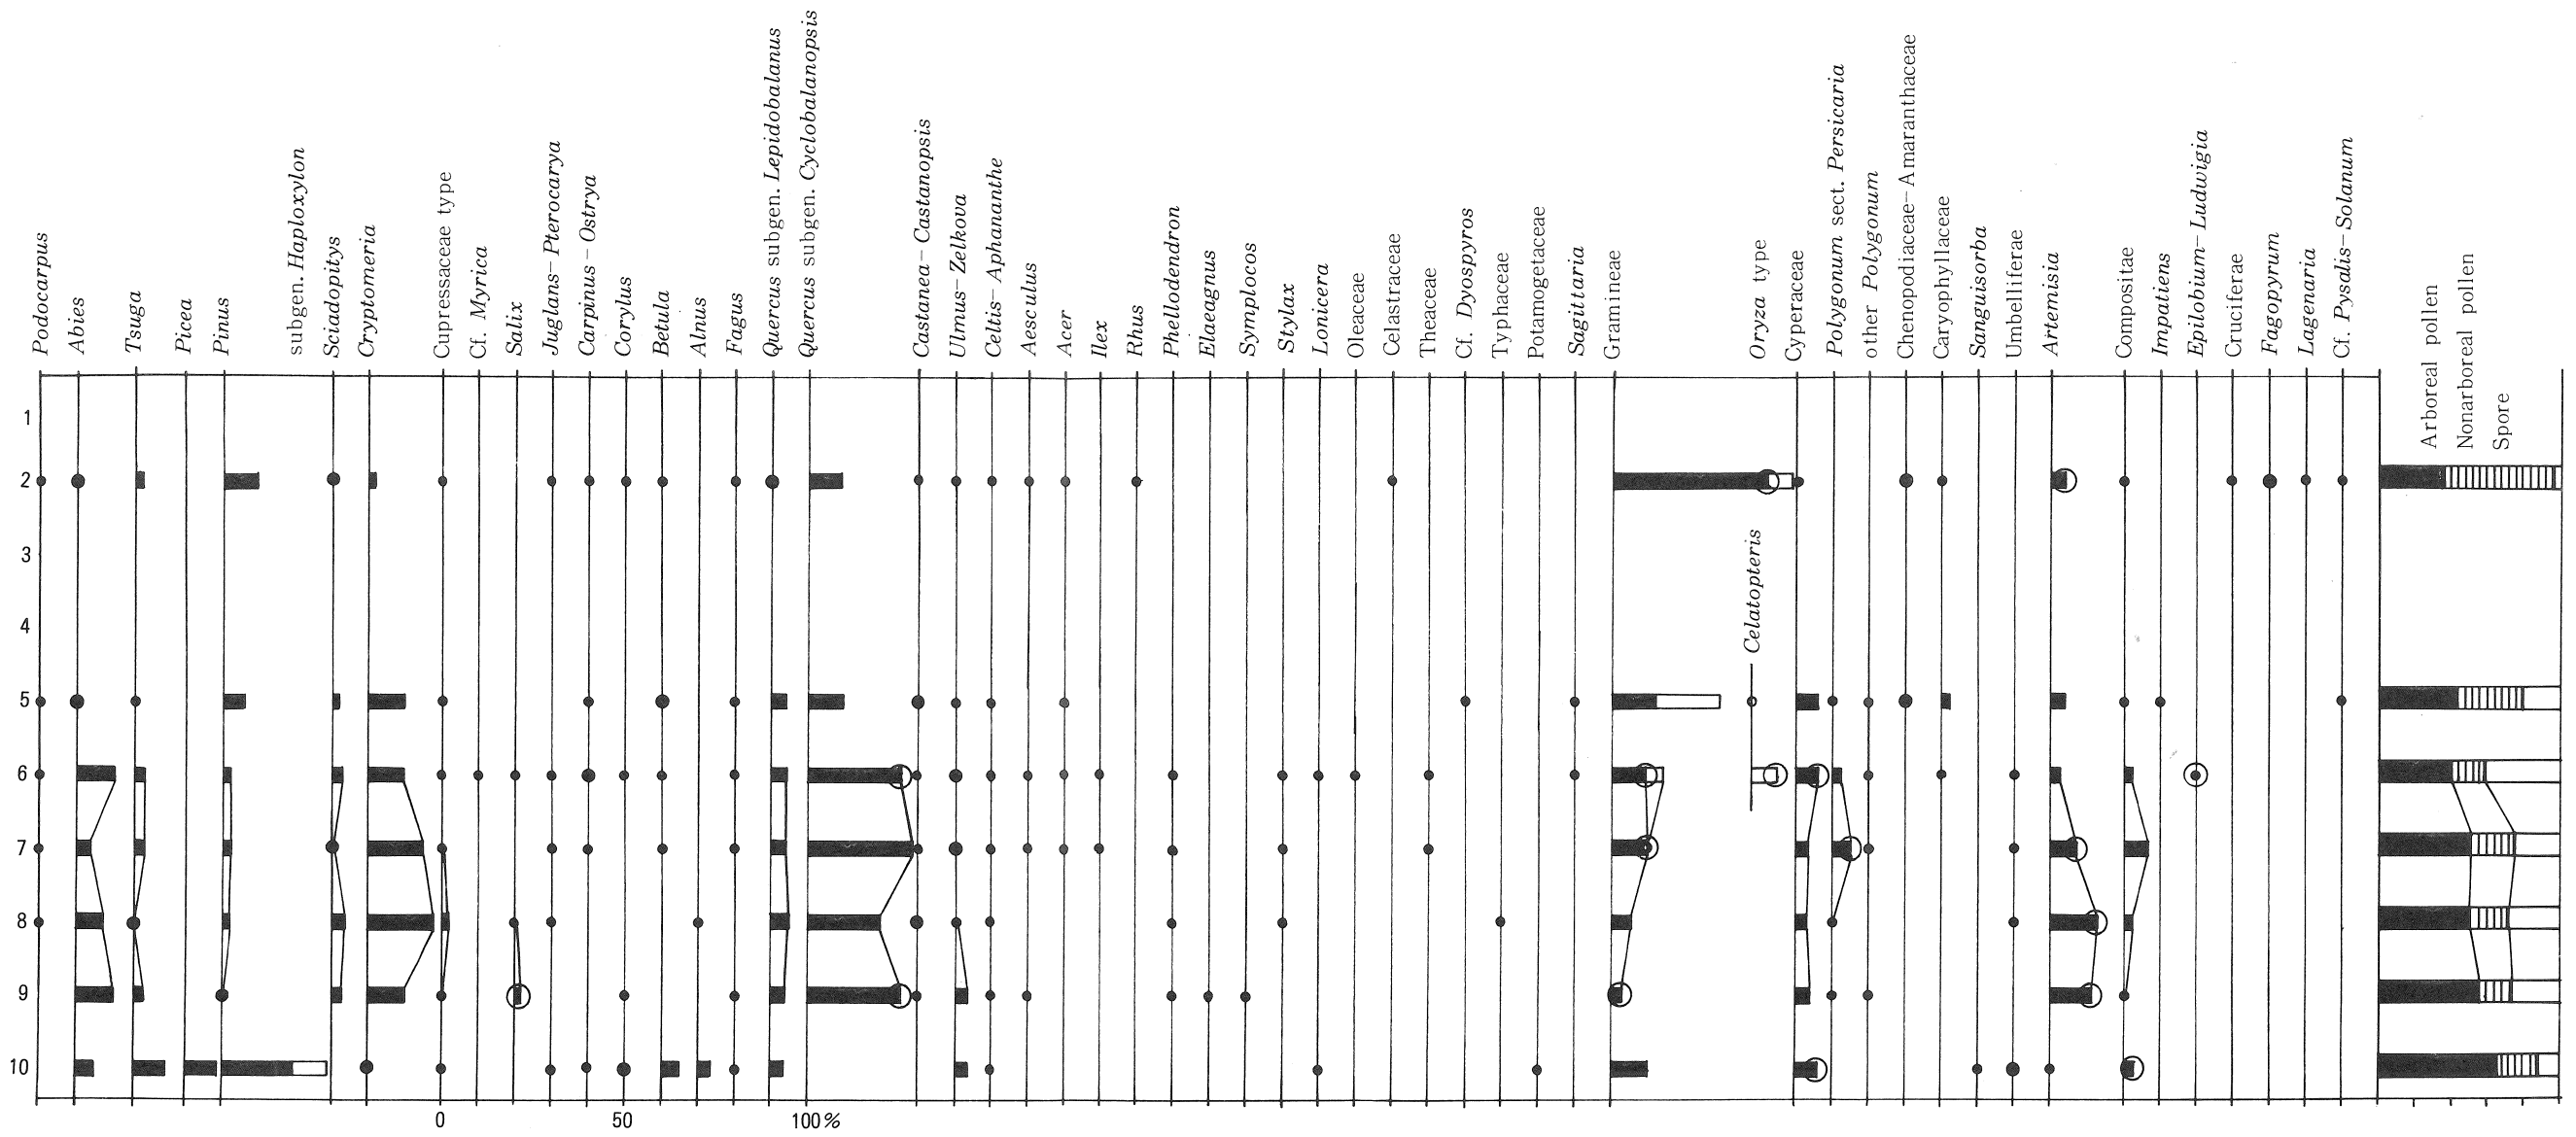 Podocarpus
Abies
Tsuga
Picea
Pinus
subgen. Haploxylon
Sciadopitys
Cryptomeria
Cupressaceae type
Cf. Myrica
Salix
Juglans–Pterocarya
Carpinus–Ostrya
Corylus
Betula
Alnus
Fagus
Quercus subgen. Lepidobalanus
Quercus subgen. Cyclobalanopsis
Castanea–Castanopsis
Ulmus–Zelkova
Celtis–Aphananthe
Aesculus
Acer
Ilex
Rhus
Phellodendron
Elaeagnus
Symplocos
Stylax
Lonicera
Oleaceae
Celastraceae
Theaceae
Cf. Dyospyros
Typhaceae
Potamogetaceae
Sagittaria
Gramineae
Oryza type
Cyperaceae
Polygonum sect. Persicaria
other Polygonum
Chenopodiaceae–Amaranthaceae
Caryophyllaceae
Sanguisorba
Umbelliferae
Artemisia
Compositae
Impatiens
Epilobium–Ludwigia
Cruciferae
Fagopyrum
Lagenaria
Cf. Pysalis–Solanum
Arboreal pollen
Nonarboreal pollen
Spore
1
2
3
Celatopteris
4
5
6
7
8
9
10
0 50 100%